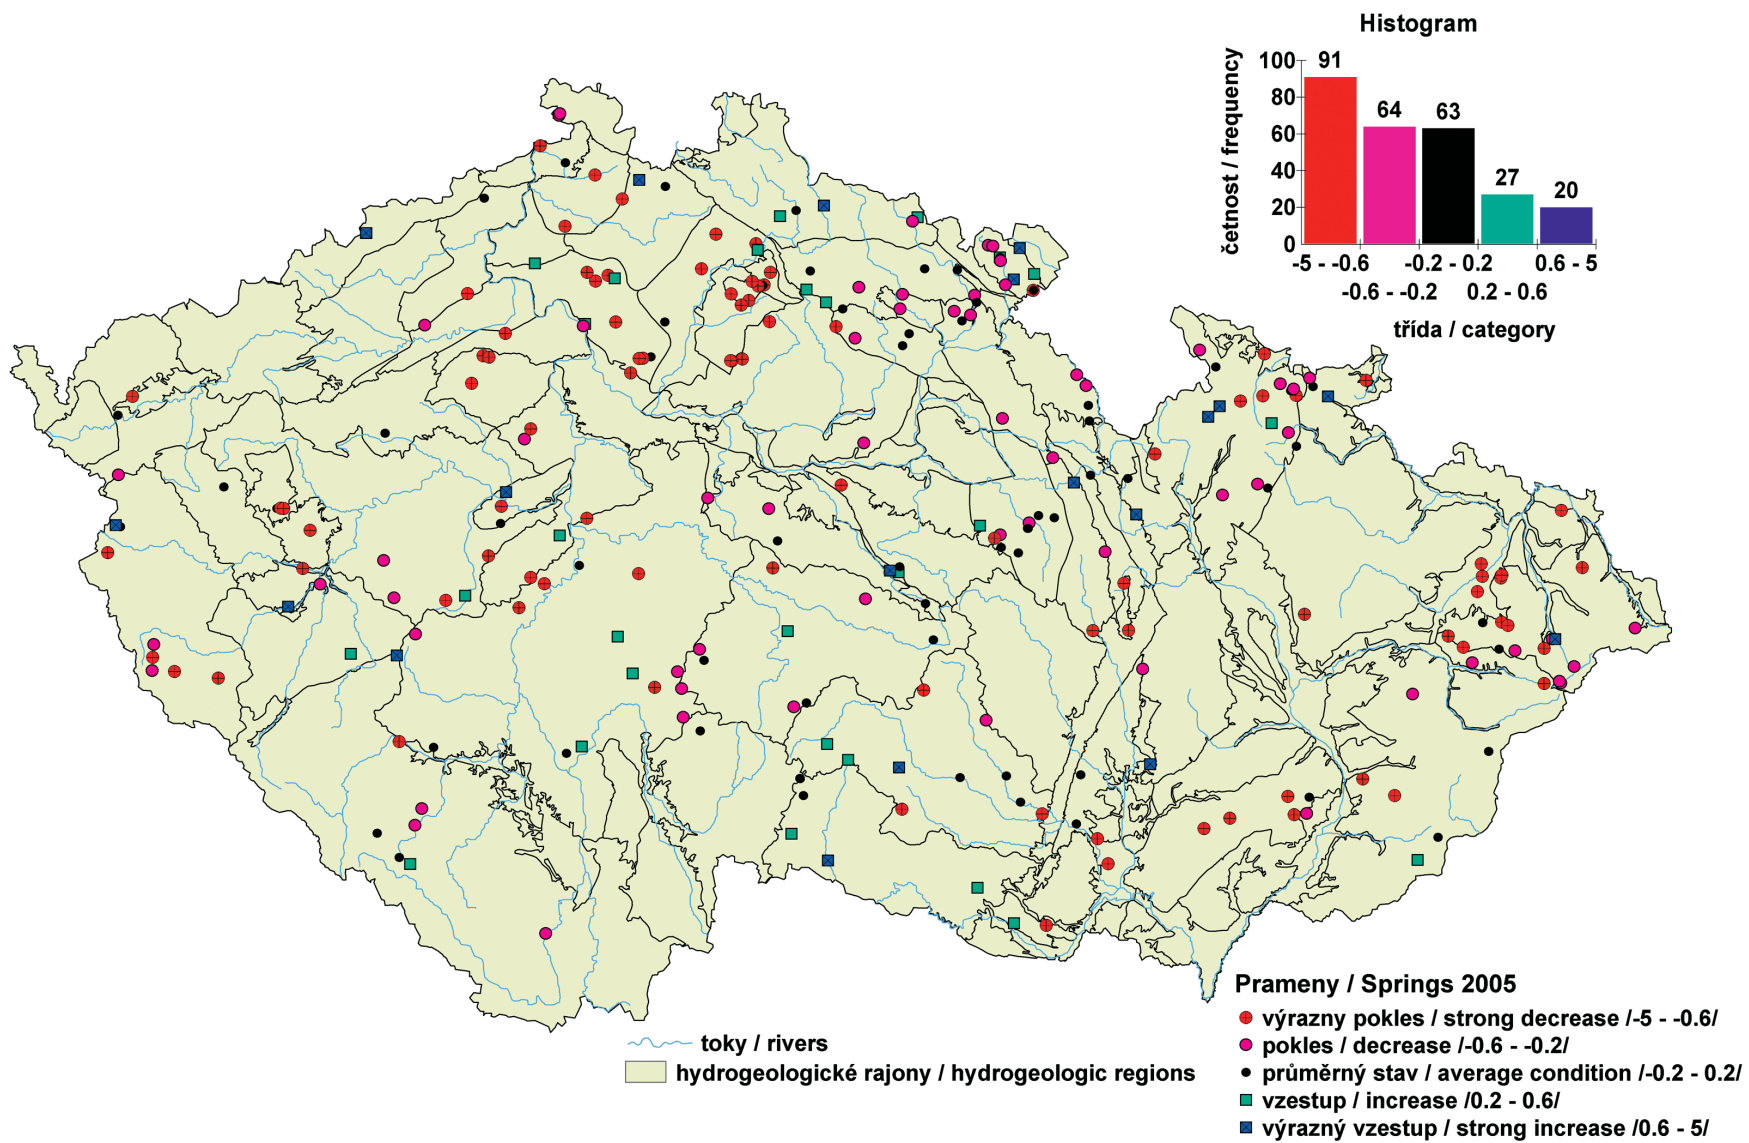 Histogram
četnost / frequency
100
80
60
40
20
0
91
64
63
27
20
-5 - -0.6
-0.2 - 0.2
0.6 - 5
-0.6 - -0.2
0.2 - 0.6
třída / category
Prameny / Springs 2005
výrazny pokles / strong decrease /-5 - -0.6/
pokles / decrease /-0.6 - -0.2/
průměrný stav / average condition /-0.2 - 0.2/
vzestup / increase /0.2 - 0.6/
výrazný vzestup / strong increase /0.6 - 5/
toky / rivers
hydrogeologické rajony / hydrogeologic regions